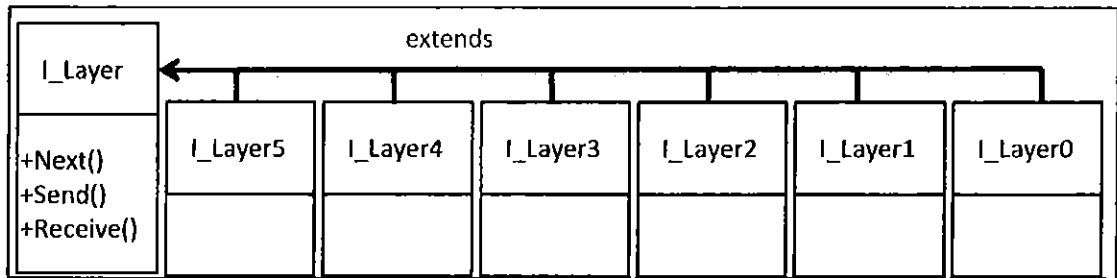 extends
I_Layer
+Next()
+Send()
+Receive()
I_Layer5
I_Layer4
I_Layer3
I_Layer2
I_Layer1
I_Layer0